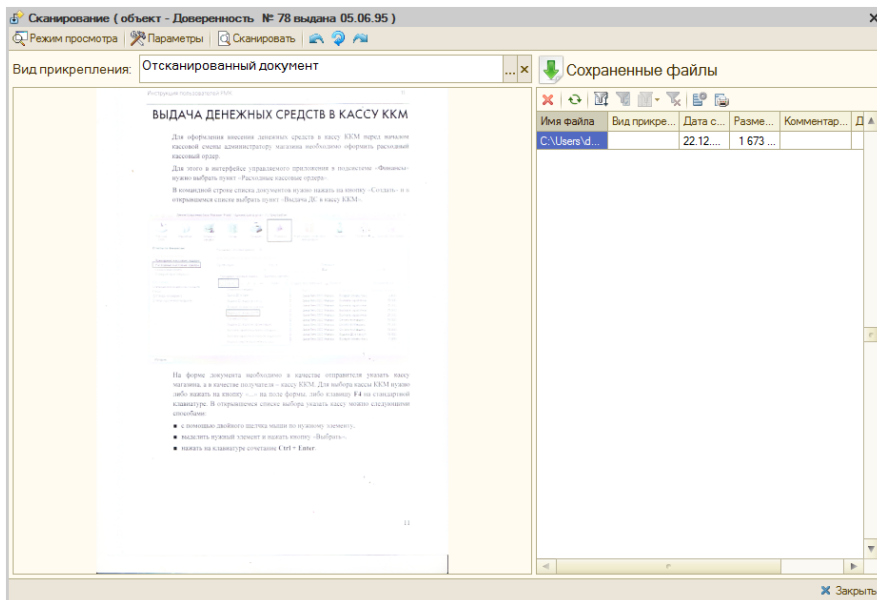 Сканирование ( объект - Доверенность № 78 выдана 05.06.95 )
Режим просмотра Параметры Сканировать
Вид прикрепления: Отсканированный документ ...
Сохраненные файлы
Имя файла Вид прикре... Дата с... Разме... Комментар... Д
C:\Users\d... 22.12.... 1 673 ...
Инструкция пользователей РМК
ВЫДАЧА ДЕНЕЖНЫХ СРЕДСТВ В КАССУ ККМ
Для оформления внесения денежных средств в кассу ККМ перед началом
кассовой смены администратору магазина необходимо оформить расходный
кассовый ордер.
Для этого в интерфейсе управляемого приложения в подсистеме «Финансы»
нужно выбрать пункт «Расходные кассовые ордера»
В командной строке списка документов нужно нажать на кнопку «Создать» и в
открывшемся списке выбрать пункт «Выдача ДС в кассу ККМ».
На форме документа необходимо в качестве отправителя указать кассу
магазина, а в качестве получателя – кассу ККМ. Для выбора кассы ККМ нужно
либо нажать на кнопку «...» на поле формы, либо клавишу F4 на стандартной
клавиатуре. В открывшемся списке выбора указать кассу можно следующими
способами:
■ с помощью двойного щелчка мыши по нужному элементу,
■ выделить нужный элемент и нажать кнопку «Выбрать»,
■ нажать на клавиатуре сочетание Ctrl + Enter.
11
Закрыть